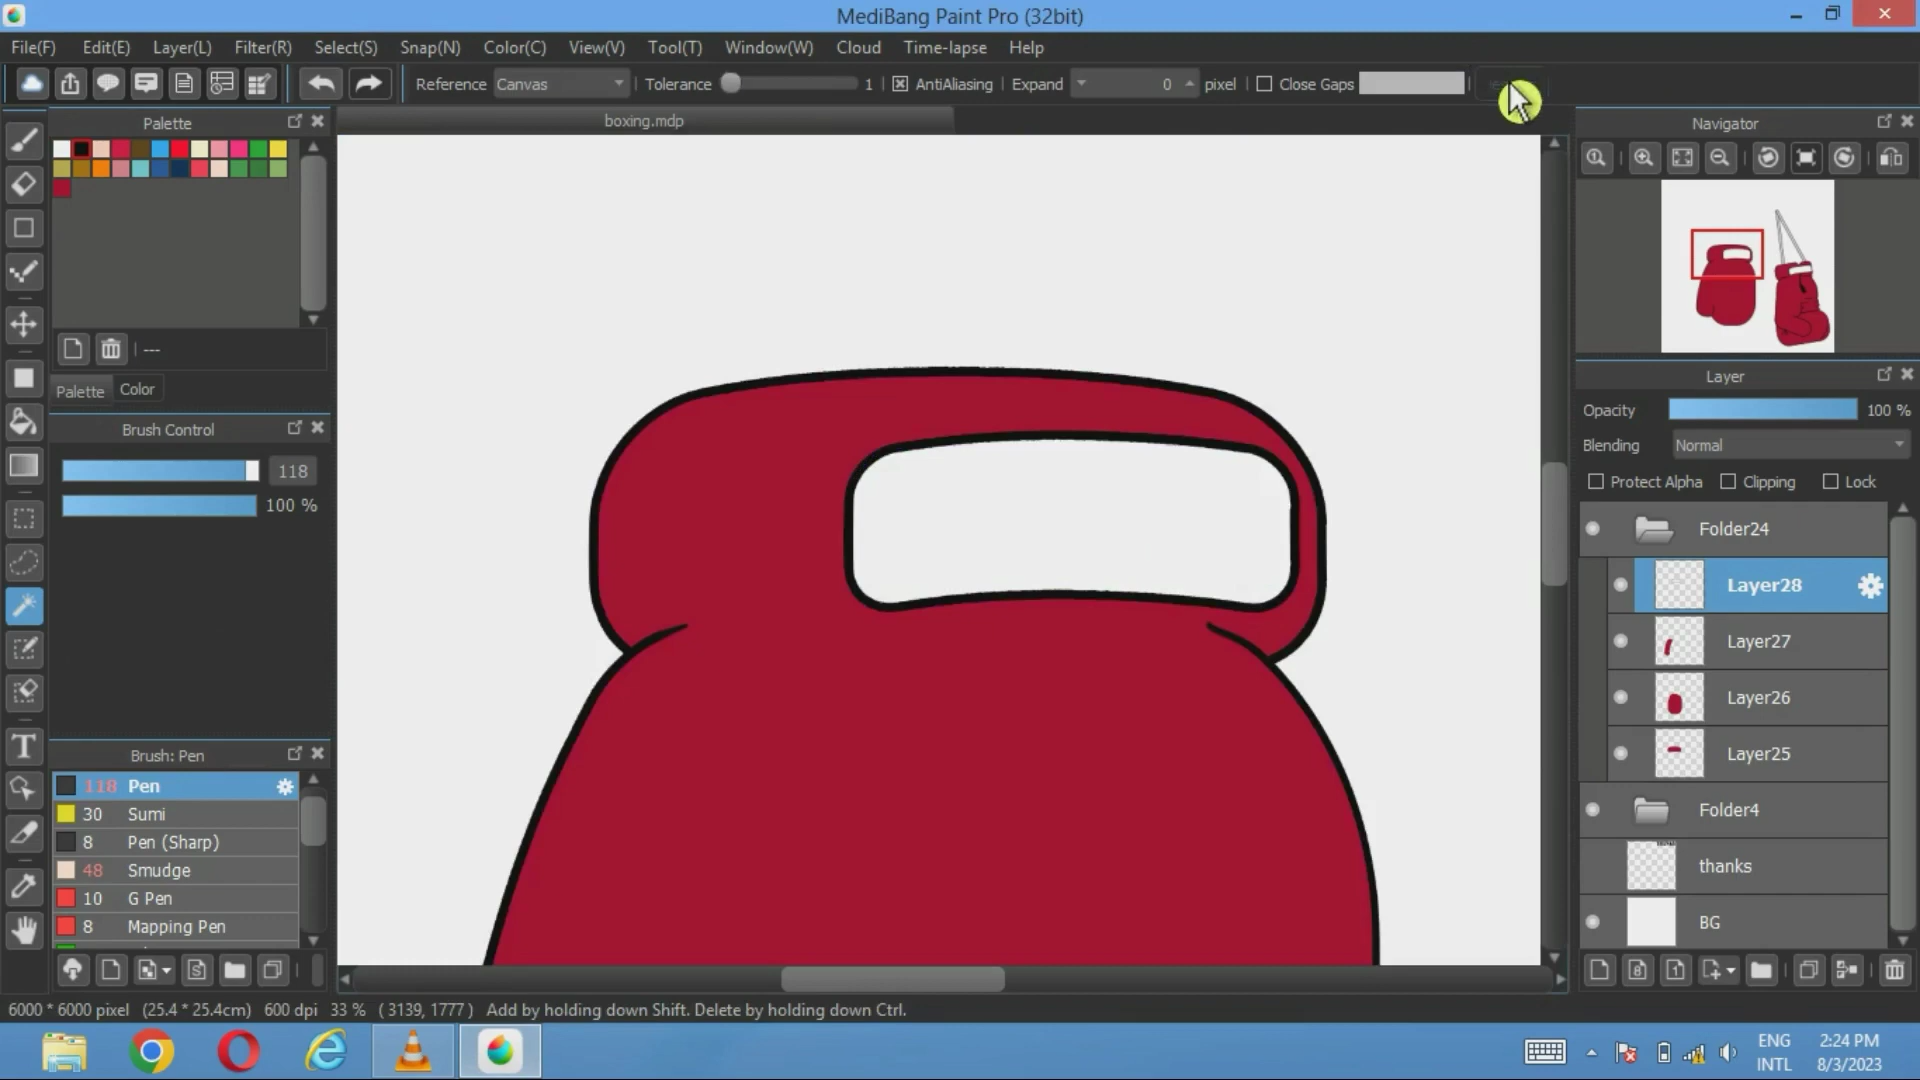 MediBang Paint Pro (32bit)
File(F) Edit(E) Layer(L) Filter(R) Select(S) Snap(N) Color(C) View(V) Tool(T) Window(W) Cloud Time-lapse Help
Reference Canvas Tolerance 1 AntiAliasing Expand 0 pixel Close Gaps
Palette
boxing.mdp
Navigator
---
Palette Color
Layer
Opacity 100 %
Brush Control
Blending Normal
118
Protect Alpha Clipping Lock
100 %
Folder24
Layer28
Layer27
Layer26
Layer25
Brush: Pen
118 Pen
30 Sumi
8 Pen (Sharp)
48 Smudge
10 G Pen
8 Mapping Pen
Folder4
thanks
BG
6000 * 6000 pixel (25.4 * 25.4cm) 600 dpi 33 % ( 3139, 1777 ) Add by holding down Shift. Delete by holding down Ctrl.
ENG
INTL
2:24 PM
8/3/2023